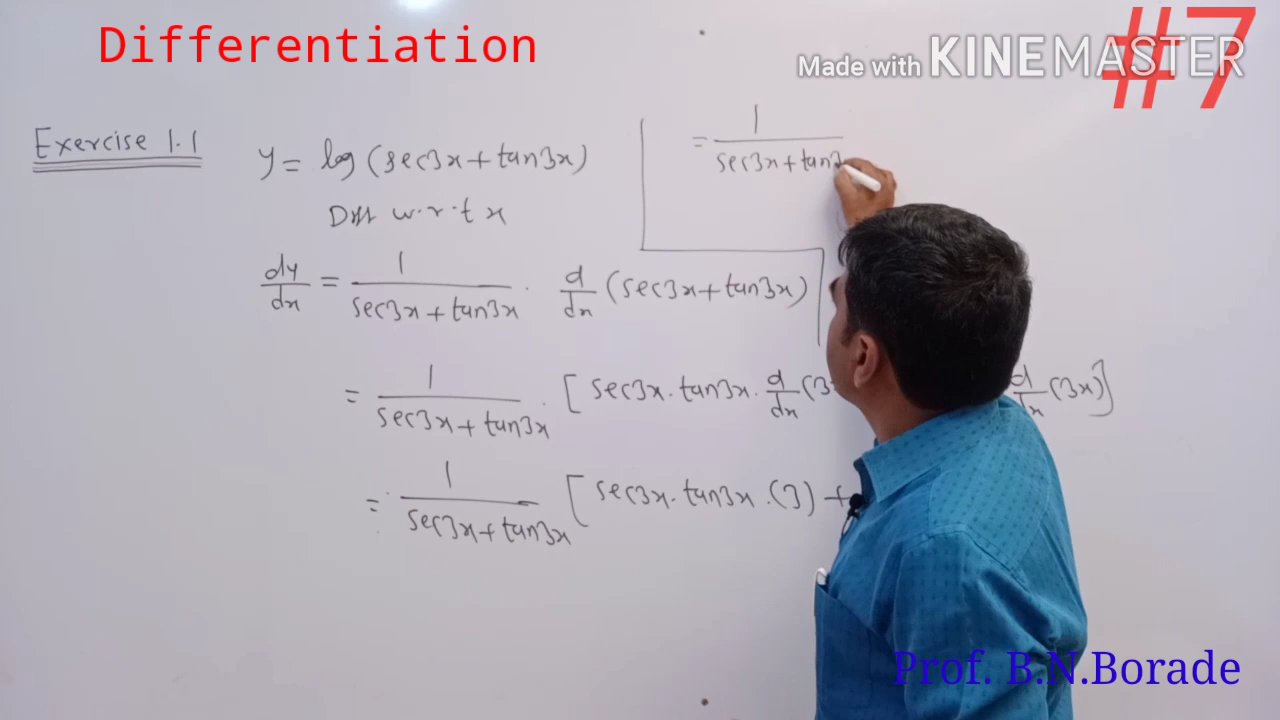 Differentiation
#7
Made with KINEMASTER
Exercise 1.1
y = log (sec3x + tan3x)
Diff w.r.t x
dy/dx = 1/(sec3x + tan3x) · d/dx (sec3x + tan3x)
= 1/(sec3x + tan3x) · [sec3x · tan3x · d/dx (3 d/dx (3x)]
= 1/(sec3x + tan3x) [sec3x · tan3x · (3) +
= 1/(sec3x + tan3
Prof. B.N.Borade